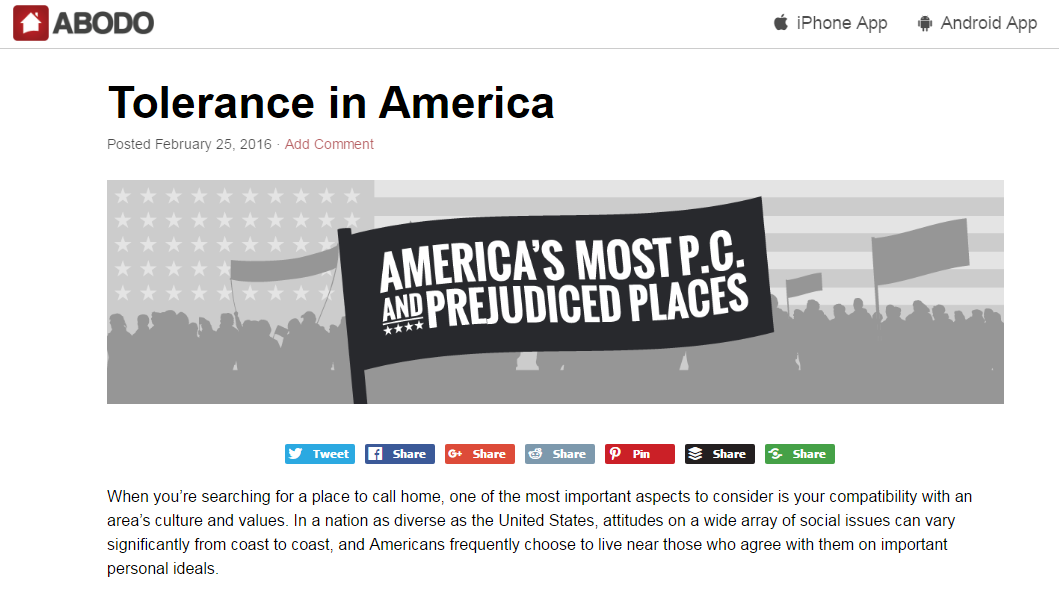 ABODO
iPhone App
Android App
Tolerance in America
Posted February 25, 2016 · Add Comment
AMERICA'S MOST P.C.
AND PREJUDICED PLACES
Tweet
Share
Share
Share
Pin
Share
Share
When you’re searching for a place to call home, one of the most important aspects to consider is your compatibility with an
area’s culture and values. In a nation as diverse as the United States, attitudes on a wide array of social issues can vary
significantly from coast to coast, and Americans frequently choose to live near those who agree with them on important
personal ideals.